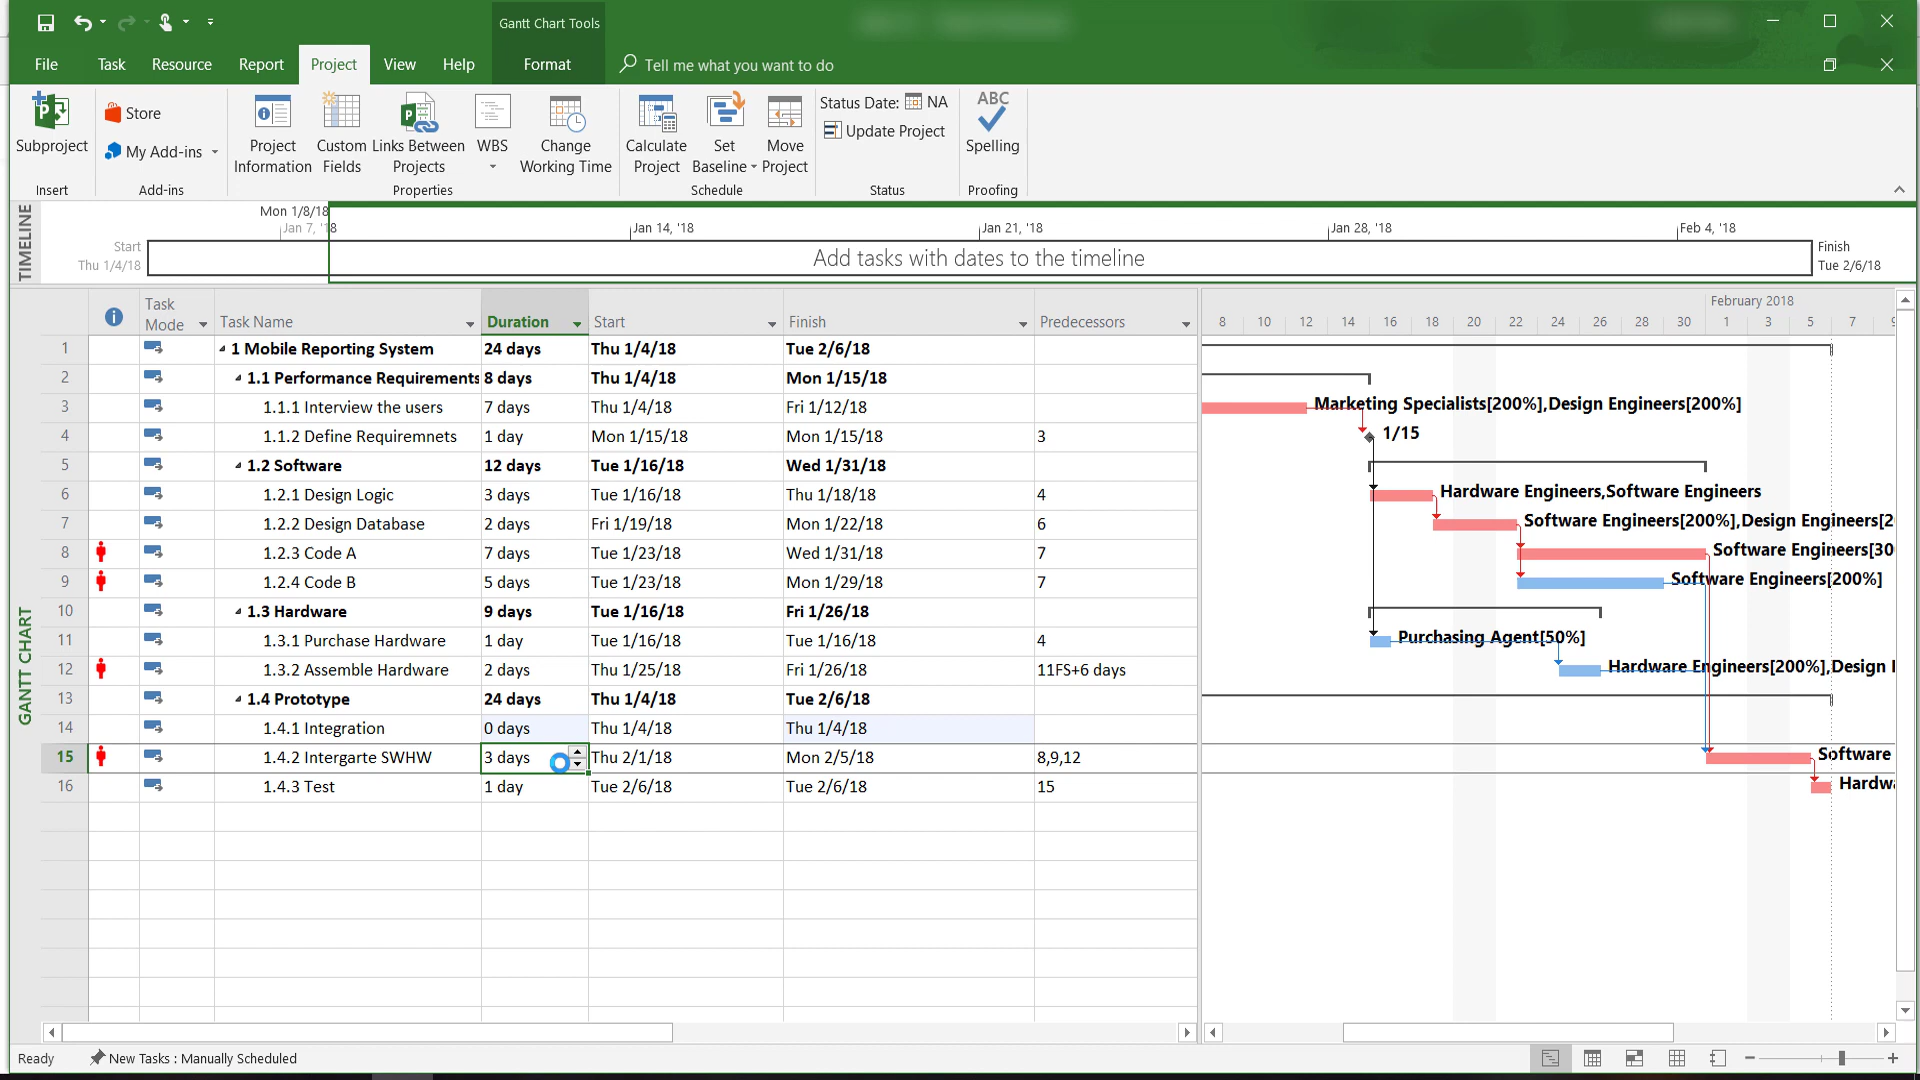 Gantt Chart Tools
File Task Resource Report Project View Help Format Tell me what you want to do
Subproject
Insert
Store
My Add-ins
Add-ins
Project Information
Custom Fields
Links Between Projects
WBS
Change Working Time
Properties
Calculate Project
Set Baseline
Move Project
Schedule
Status Date: NA
Update Project
Status
ABC
Spelling
Proofing
TIMELINE
Mon 1/8/18
Jan 7, '18 Jan 14, '18 Jan 21, '18 Jan 28, '18 Feb 4, '18
Start
Thu 1/4/18
Add tasks with dates to the timeline
Finish
Tue 2/6/18
GANTT CHART
Task Mode Task Name Duration Start Finish Predecessors
1 1 Mobile Reporting System 24 days Thu 1/4/18 Tue 2/6/18
2 1.1 Performance Requirements 8 days Thu 1/4/18 Mon 1/15/18
3 1.1.1 Interview the users 7 days Thu 1/4/18 Fri 1/12/18
4 1.1.2 Define Requiremnets 1 day Mon 1/15/18 Mon 1/15/18 3
5 1.2 Software 12 days Tue 1/16/18 Wed 1/31/18
6 1.2.1 Design Logic 3 days Tue 1/16/18 Thu 1/18/18 4
7 1.2.2 Design Database 2 days Fri 1/19/18 Mon 1/22/18 6
8 1.2.3 Code A 7 days Tue 1/23/18 Wed 1/31/18 7
9 1.2.4 Code B 5 days Tue 1/23/18 Mon 1/29/18 7
10 1.3 Hardware 9 days Tue 1/16/18 Fri 1/26/18
11 1.3.1 Purchase Hardware 1 day Tue 1/16/18 Tue 1/16/18 4
12 1.3.2 Assemble Hardware 2 days Thu 1/25/18 Fri 1/26/18 11FS+6 days
13 1.4 Prototype 24 days Thu 1/4/18 Tue 2/6/18
14 1.4.1 Integration 0 days Thu 1/4/18 Thu 1/4/18
15 1.4.2 Intergarte SWHW 3 days Thu 2/1/18 Mon 2/5/18 8,9,12
16 1.4.3 Test 1 day Tue 2/6/18 Tue 2/6/18 15
February 2018
8 10 12 14 16 18 20 22 24 26 28 30 1 3 5 7
Marketing Specialists[200%],Design Engineers[200%]
1/15
Hardware Engineers,Software Engineers
Software Engineers[200%],Design Engineers[2
Software Engineers[30
Software Engineers[200%]
Purchasing Agent[50%]
Hardware Engineers[200%],Design
Software
Hardw
Ready New Tasks : Manually Scheduled